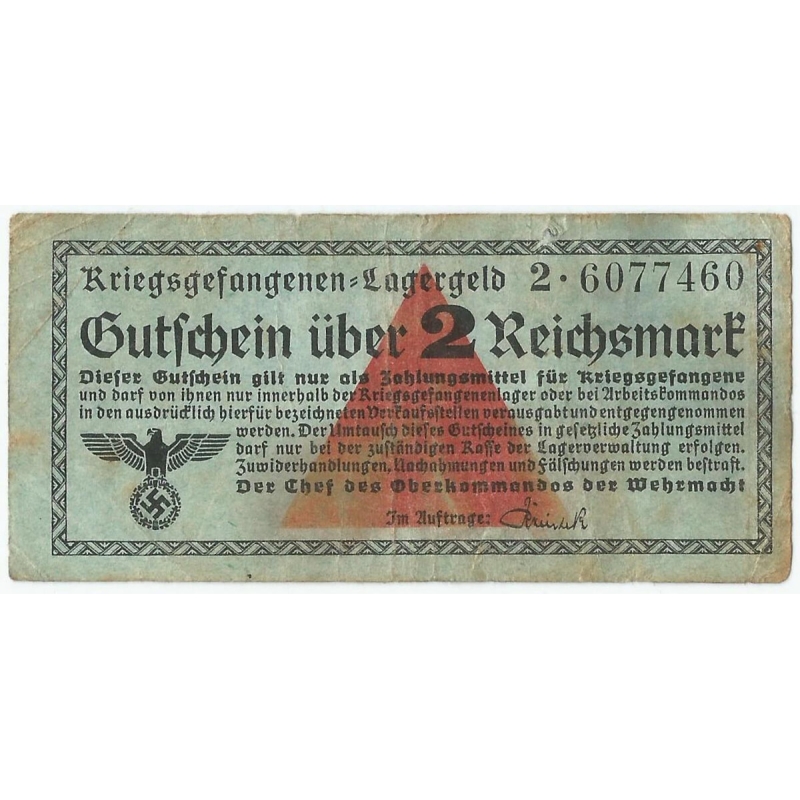 Kriegsgefangenen-Lagergeld 2·6077460
Gutschein über 2 Reichsmark
Dieser Gutschein gilt nur als Zahlungsmittel für Kriegsgefangene
und darf von ihnen nur innerhalb der Kriegsgefangenenlager oder bei Arbeitskommandos
in den ausdrücklich hierfür bezeichneten Verkaufsstellen verausgabt und entgegengenommen
werden. Der Umtausch dieses Gutscheines in gesetzliche Zahlungsmittel
darf nur bei der zuständigen Kasse der Lagerverwaltung erfolgen.
Zuwiderhandlungen, Nachahmungen und Fälschungen werden bestraft.
Der Chef des Oberkommandos der Wehrmacht
Im Auftrage: